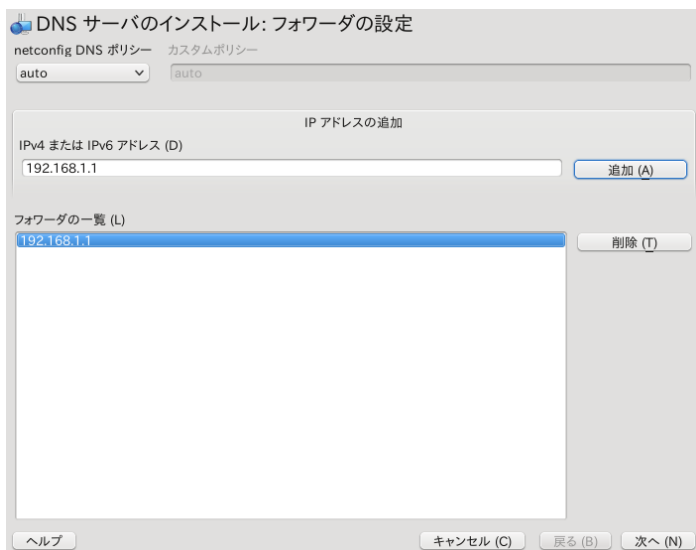 DNS サーバのインストール: フォワーダの設定
netconfig DNS ポリシー カスタムポリシー
auto auto
IP アドレスの追加
IPv4 または IPv6 アドレス (D)
192.168.1.1 追加 (A)
フォワーダの一覧 (L)
192.168.1.1 削除 (T)
ヘルプ キャンセル (C) 戻る (B) 次へ (N)